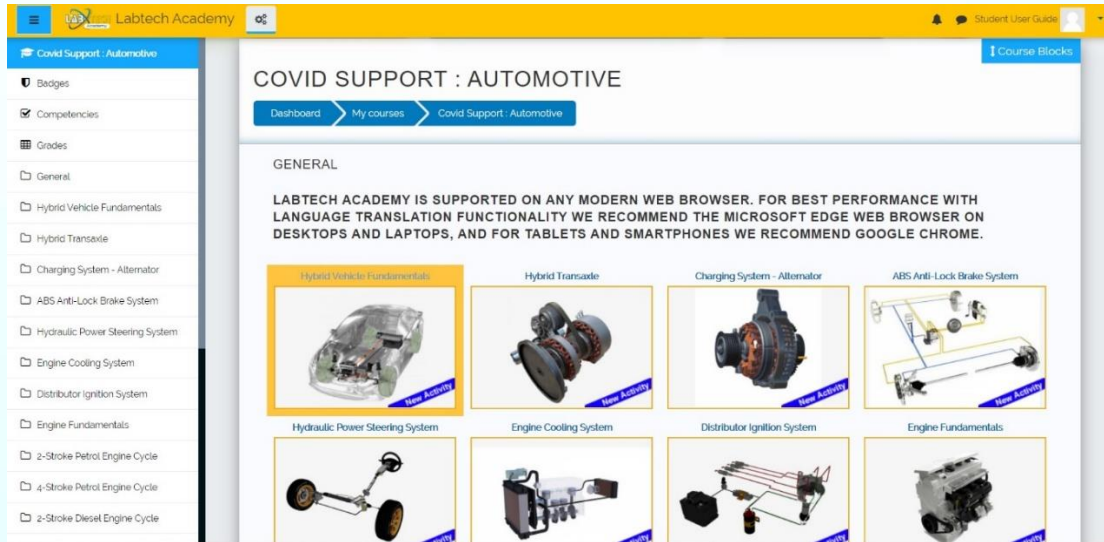 Labtech Academy
Student User Guide
Covid Support : Automotive
Badges
Competencies
Grades
General
Hybrid Vehicle Fundamentals
Hybrid Transaxle
Charging System - Alternator
ABS Anti-Lock Brake System
Hydraulic Power Steering System
Engine Cooling System
Distributor Ignition System
Engine Fundamentals
2-Stroke Petrol Engine Cycle
4-Stroke Petrol Engine Cycle
2-Stroke Diesel Engine Cycle
Course Blocks
COVID SUPPORT : AUTOMOTIVE
Dashboard My courses Covid Support : Automotive
GENERAL
LABTECH ACADEMY IS SUPPORTED ON ANY MODERN WEB BROWSER. FOR BEST PERFORMANCE WITH
LANGUAGE TRANSLATION FUNCTIONALITY WE RECOMMEND THE MICROSOFT EDGE WEB BROWSER ON
DESKTOPS AND LAPTOPS, AND FOR TABLETS AND SMARTPHONES WE RECOMMEND GOOGLE CHROME.
Hybrid Vehicle Fundamentals Hybrid Transaxle Charging System - Alternator ABS Anti-Lock Brake System
New Activity New Activity New Activity New Activity
Hydraulic Power Steering System Engine Cooling System Distributor Ignition System Engine Fundamentals